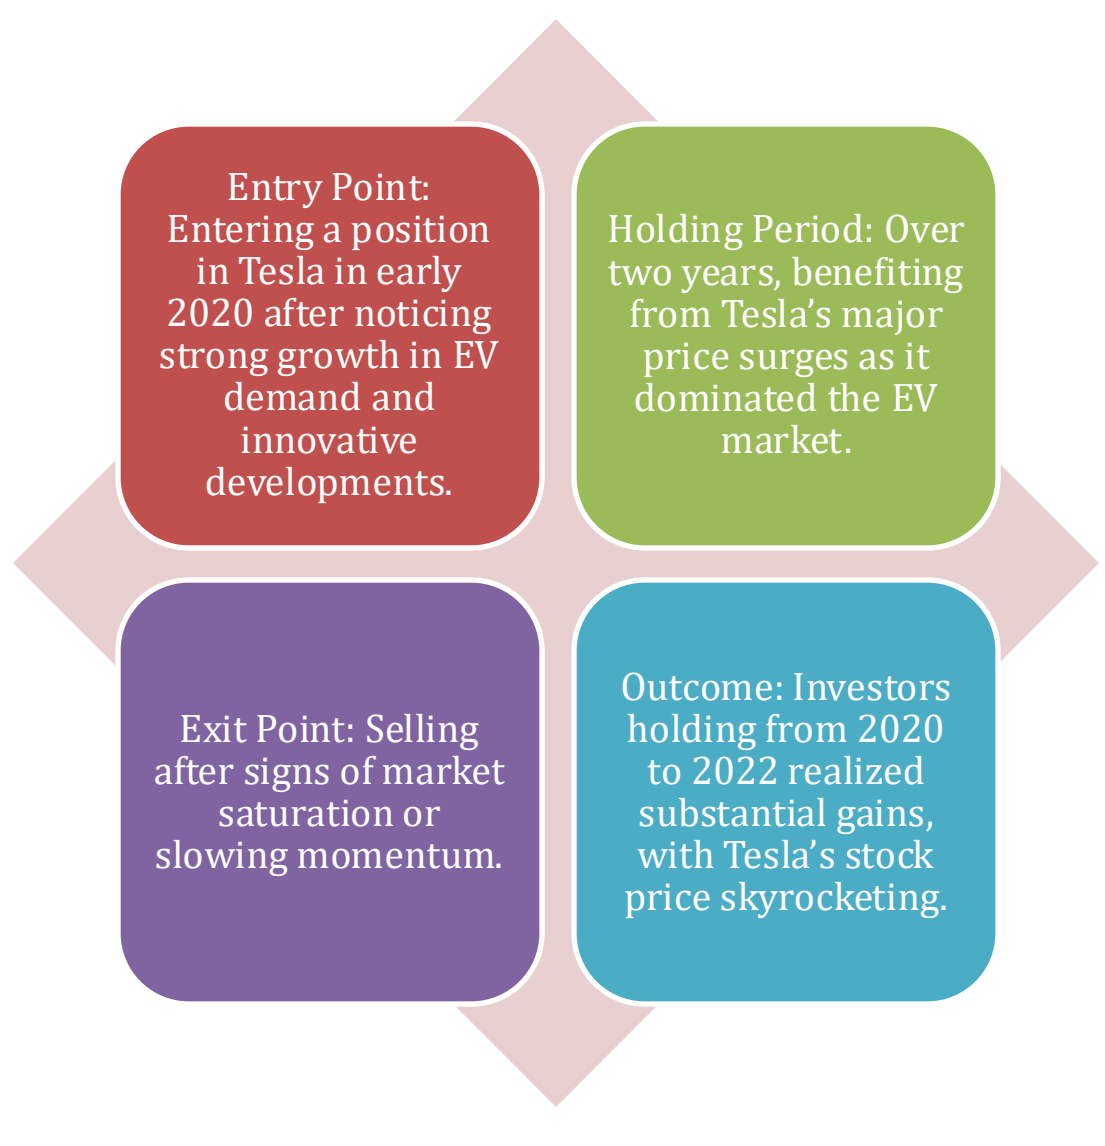 Entry Point:
Entering a position
in Tesla in early
2020 after noticing
strong growth in EV
demand and
innovative
developments.
Holding Period: Over
two years, benefiting
from Tesla’s major
price surges as it
dominated the EV
market.
Exit Point: Selling
after signs of market
saturation or
slowing momentum.
Outcome: Investors
holding from 2020
to 2022 realized
substantial gains,
with Tesla’s stock
price skyrocketing.